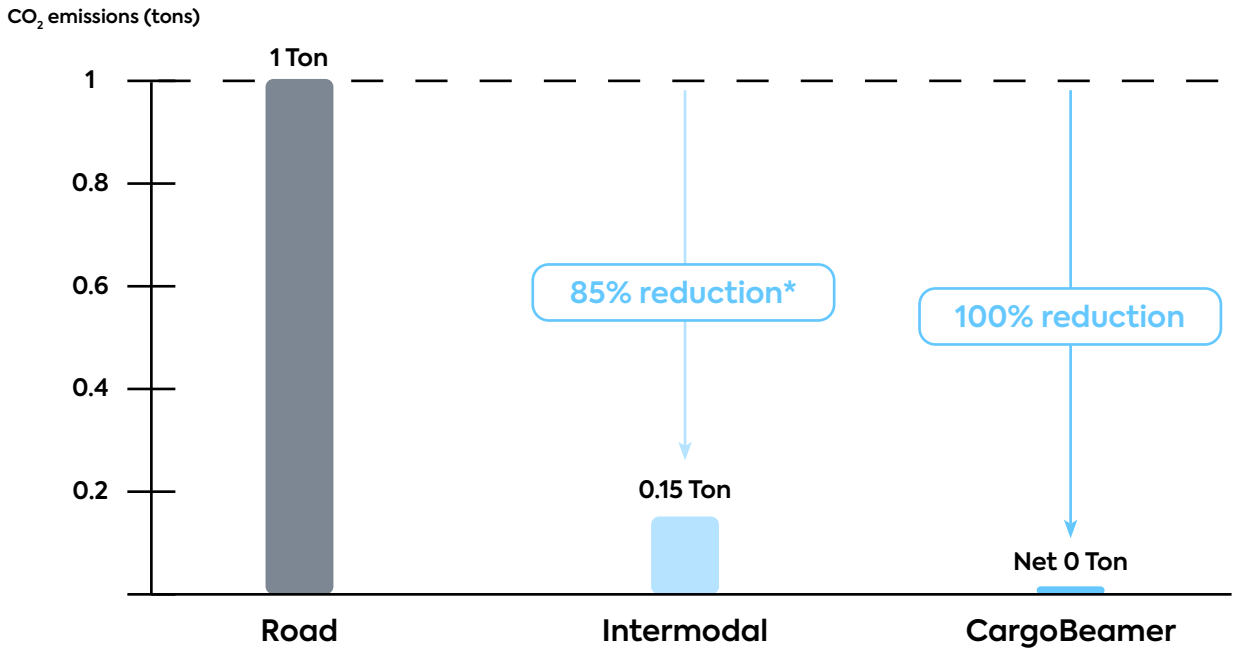 CO₂ emissions (tons)
1 Ton
1
0.8
0.6
85% reduction*
100% reduction
0.4
0.2
0.15 Ton
Net 0 Ton
Road
Intermodal
CargoBeamer